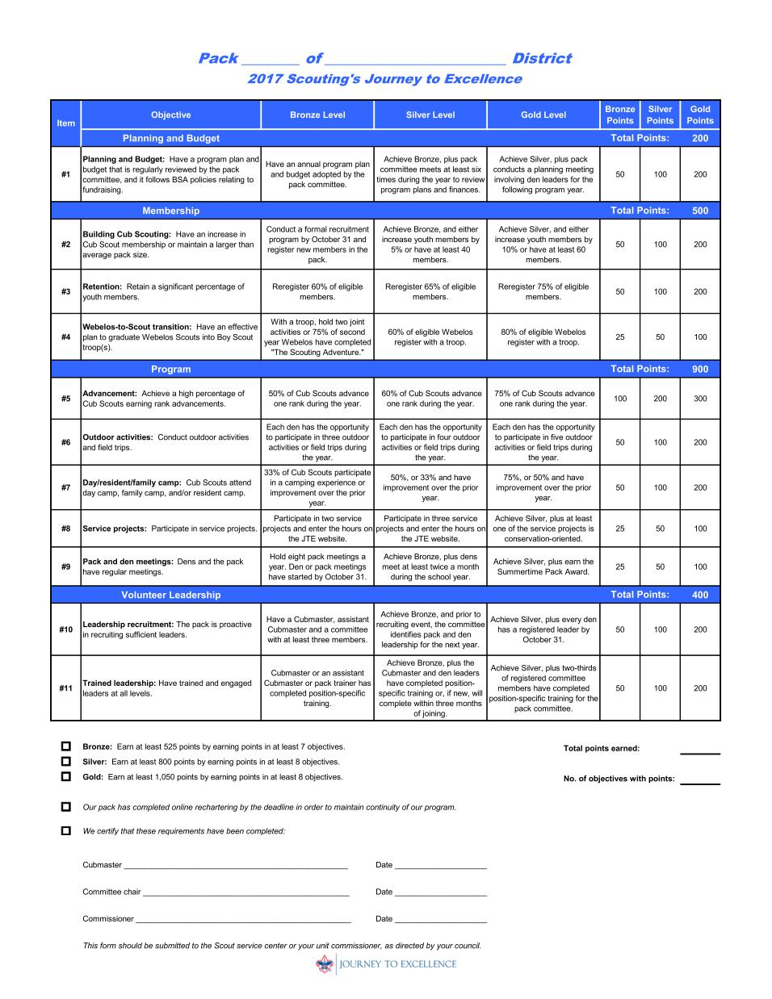 Pack ________ of _________________________ District
2017 Scouting's Journey to Excellence
Item Objective Bronze Level Silver Level Gold Level Bronze Points Silver Points Gold Points
Planning and Budget Total Points: 200
#1
Planning and Budget: Have a program plan and
budget that is regularly reviewed by the pack
committee, and it follows BSA policies relating to
fundraising.
Have an annual program plan
and budget adopted by the
pack committee.
Achieve Bronze, plus pack
committee meets at least six
times during the year to review
program plans and finances.
Achieve Silver, plus pack
conducts a planning meeting
involving den leaders for the
following program year.
50 100 200
Membership Total Points: 500
#2
Building Cub Scouting: Have an increase in
Cub Scout membership or maintain a larger than
average pack size.
Conduct a formal recruitment
program by October 31 and
register new members in the
pack.
Achieve Bronze, and either
increase youth members by
5% or have at least 40
members.
Achieve Silver, and either
increase youth members by
10% or have at least 60
members.
50 100 200
#3
Retention: Retain a significant percentage of
youth members.
Reregister 60% of eligible
members.
Reregister 65% of eligible
members.
Reregister 75% of eligible
members.
50 100 200
#4
Webelos-to-Scout transition: Have an effective
plan to graduate Webelos Scouts into Boy Scout
troop(s).
With a troop, hold two joint
activities or 75% of second
year Webelos have completed
"The Scouting Adventure."
60% of eligible Webelos
register with a troop.
80% of eligible Webelos
register with a troop.
25 50 100
Program Total Points: 900
#5
Advancement: Achieve a high percentage of
Cub Scouts earning rank advancements.
50% of Cub Scouts advance
one rank during the year.
60% of Cub Scouts advance
one rank during the year.
75% of Cub Scouts advance
one rank during the year.
100 200 300
#6
Outdoor activities: Conduct outdoor activities
and field trips.
Each den has the opportunity
to participate in three outdoor
activities or field trips during
the year.
Each den has the opportunity
to participate in four outdoor
activities or field trips during
the year.
Each den has the opportunity
to participate in five outdoor
activities or field trips during
the year.
50 100 200
#7
Day/resident/family camp: Cub Scouts attend
day camp, family camp, and/or resident camp.
33% of Cub Scouts participate
in a camping experience or
improvement over the prior
year.
50%, or 33% and have
improvement over the prior
year.
75%, or 50% and have
improvement over the prior
year.
50 100 200
#8
Service projects: Participate in service projects.
Participate in two service
projects and enter the hours on
the JTE website.
Participate in three service
projects and enter the hours on
the JTE website.
Achieve Silver, plus at least
one of the service projects is
conservation-oriented.
25 50 100
#9
Pack and den meetings: Dens and the pack
have regular meetings.
Hold eight pack meetings a
year. Den or pack meetings
have started by October 31.
Achieve Bronze, plus dens
meet at least twice a month
during the school year.
Achieve Silver, plus earn the
Summertime Pack Award.
25 50 100
Volunteer Leadership Total Points: 400
#10
Leadership recruitment: The pack is proactive
in recruiting sufficient leaders.
Have a Cubmaster, assistant
Cubmaster and a committee
with at least three members.
Achieve Bronze, and prior to
recruiting event, the committee
identifies pack and den
leadership for the next year.
Achieve Silver, plus every den
has a registered leader by
October 31.
50 100 200
#11
Trained leadership: Have trained and engaged
leaders at all levels.
Cubmaster or an assistant
Cubmaster or pack trainer has
completed position-specific
training.
Achieve Bronze, plus the
Cubmaster and den leaders
have completed position-
specific training or, if new, will
complete within three months
of joining.
Achieve Silver, plus two-thirds
of registered committee
members have completed
position-specific training for the
pack committee.
50 100 200
Bronze: Earn at least 525 points by earning points in at least 7 objectives.
Total points earned:
Silver: Earn at least 800 points by earning points in at least 8 objectives.
Gold: Earn at least 1,050 points by earning points in at least 8 objectives.
No. of objectives with points:
Our pack has completed online rechartering by the deadline in order to maintain continuity of our program.
We certify that these requirements have been completed:
Cubmaster ____________________ Date ____________________
Committee chair ____________________ Date ____________________
Commissioner ____________________ Date ____________________
This form should be submitted to the Scout service center or your unit commissioner, as directed by your council.
JOURNEY TO EXCELLENCE